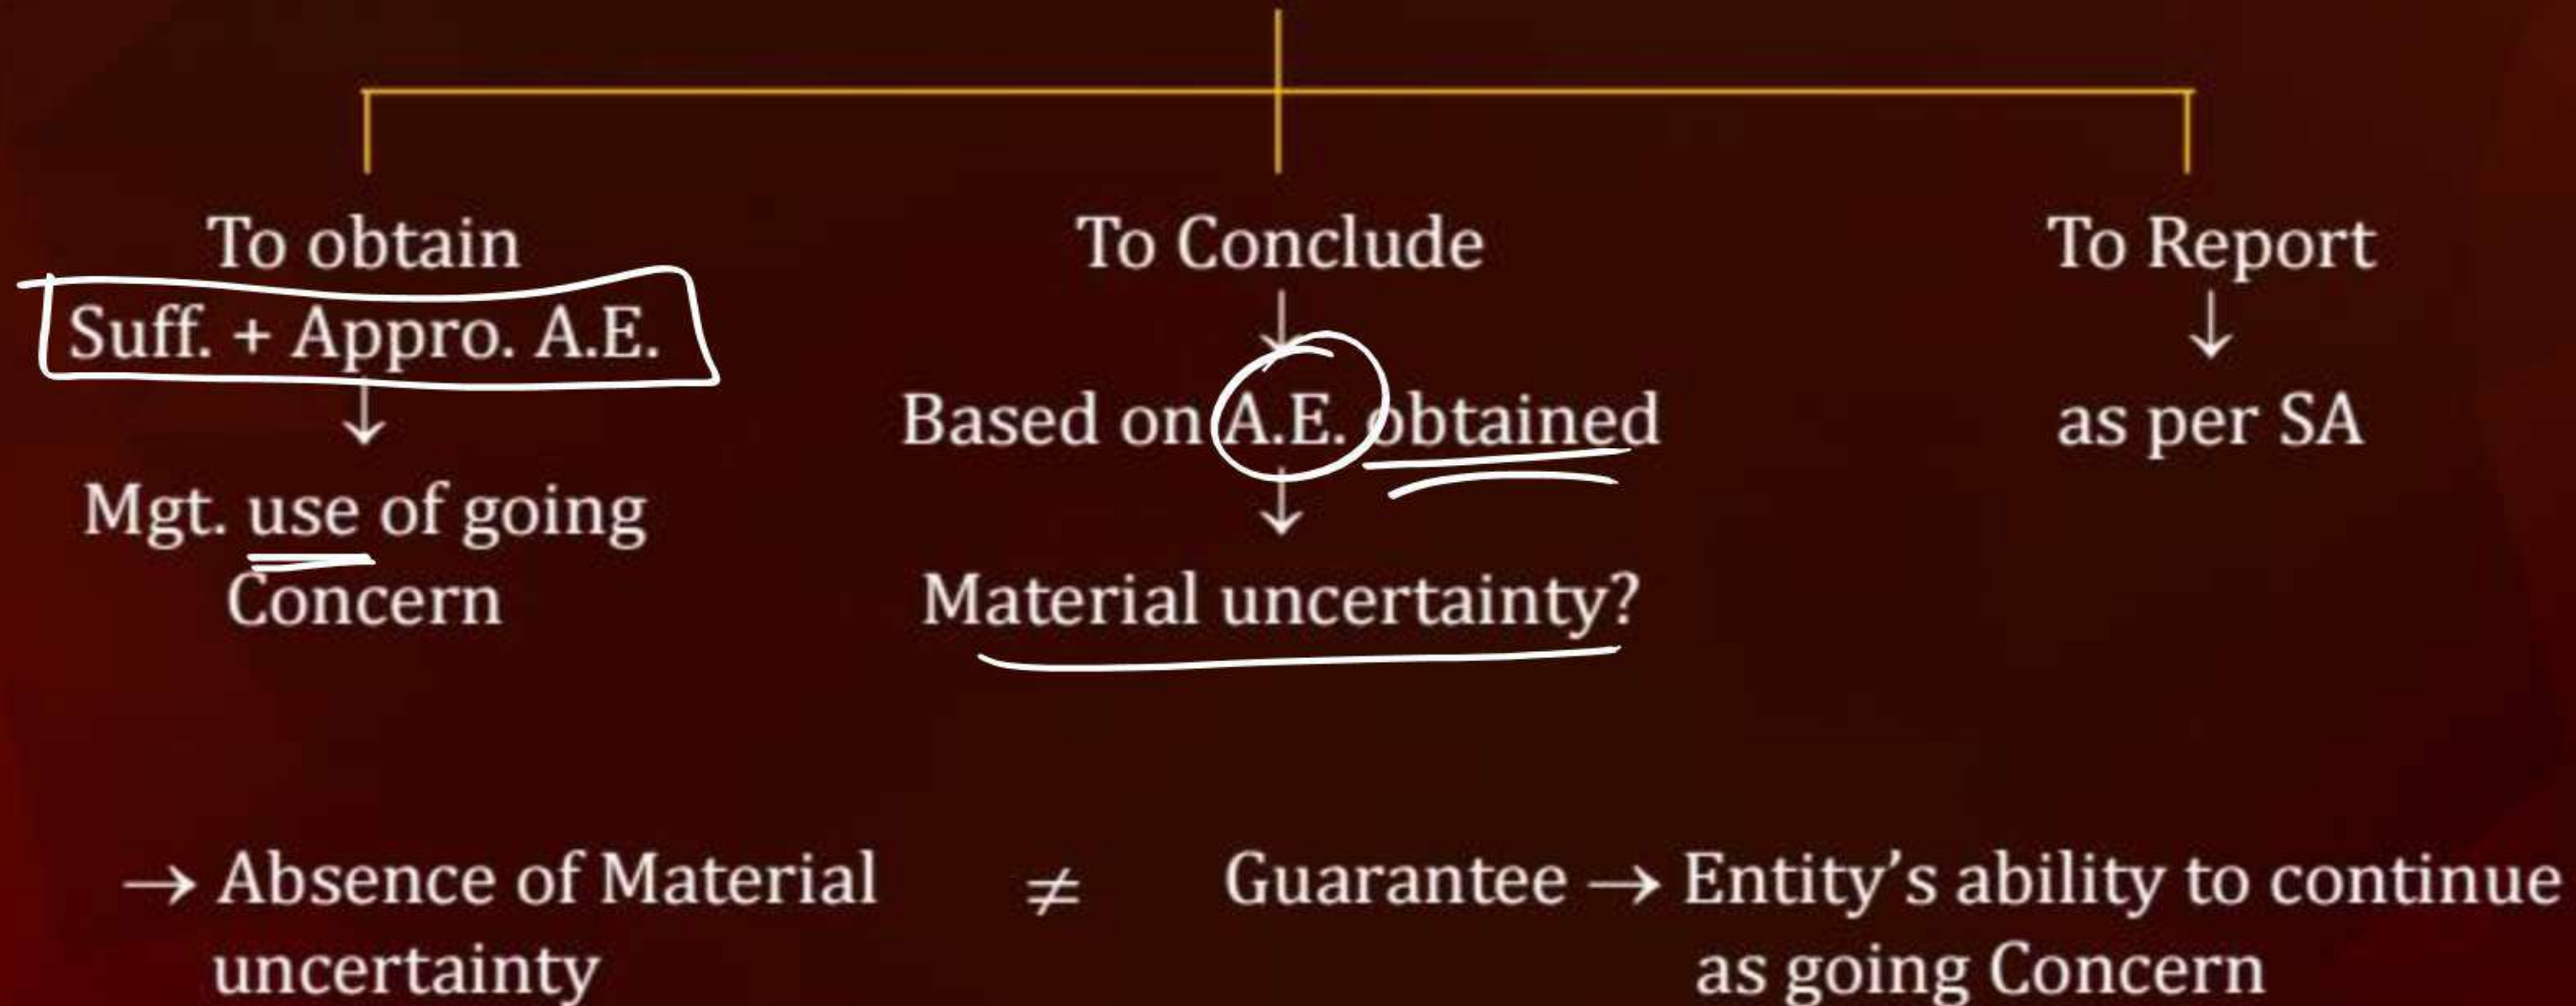 To obtain
Suff. + Appro. A.E.
↓
Mgt. use of going
Concern
To Conclude
↓
Based on A.E. obtained
↓
Material uncertainty?
To Report
↓
as per SA
→ Absence of Material ≠ Guarantee → Entity’s ability to continue
uncertainty as going Concern